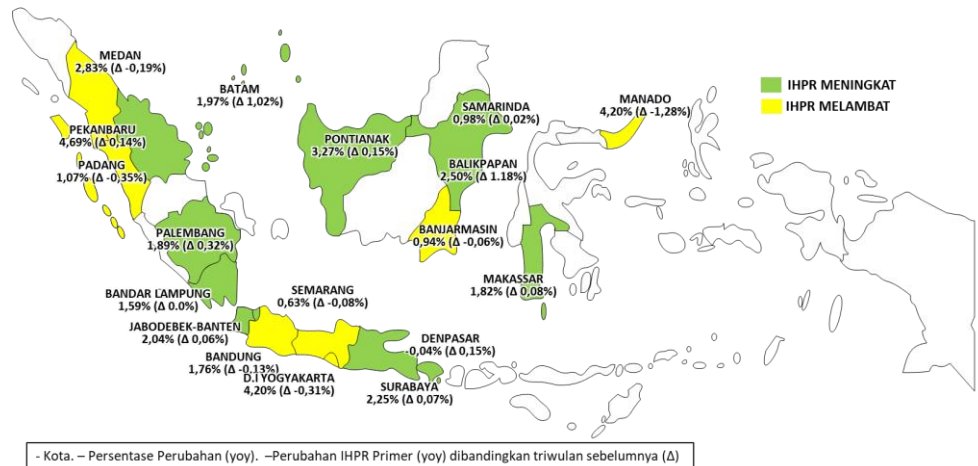 MEDAN
2,83% (Δ -0,19%)
BATAM
1,97% (Δ 1,02%)
PEKANBARU
4,69% (Δ 0,14%)
PADANG
1,07% (Δ -0,35%)
PONTIANAK
3,27% (Δ 0,15%)
SAMARINDA
0,98% (Δ 0,02%)
BALIKPAPAN
2,50% (Δ 1.18%)
MANADO
4,20% (Δ -1,28%)
IHPR MENINGKAT
IHPR MELAMBAT
PALEMBANG
1,89% (Δ 0,32%)
BANJARMASIN
0,94% (Δ -0,06%)
MAKASSAR
1,82% (Δ 0,08%)
BANDAR LAMPUNG
1,59% (Δ 0.0%)
SEMARANG
0,63% (Δ -0,08%)
JABODEBEK-BANTEN
2,04% (Δ 0,06%)
BANDUNG
1,76% (Δ -0.13%)
D.I YOGYAKARTA
4,20% (Δ -0,31%)
DENPASAR
-0,04% (Δ 0,15%)
SURABAYA
2,25% (Δ 0,07%)
- Kota. – Persentase Perubahan (yoy). –Perubahan IHPR Primer (yoy) dibandingkan triwulan sebelumnya (Δ)